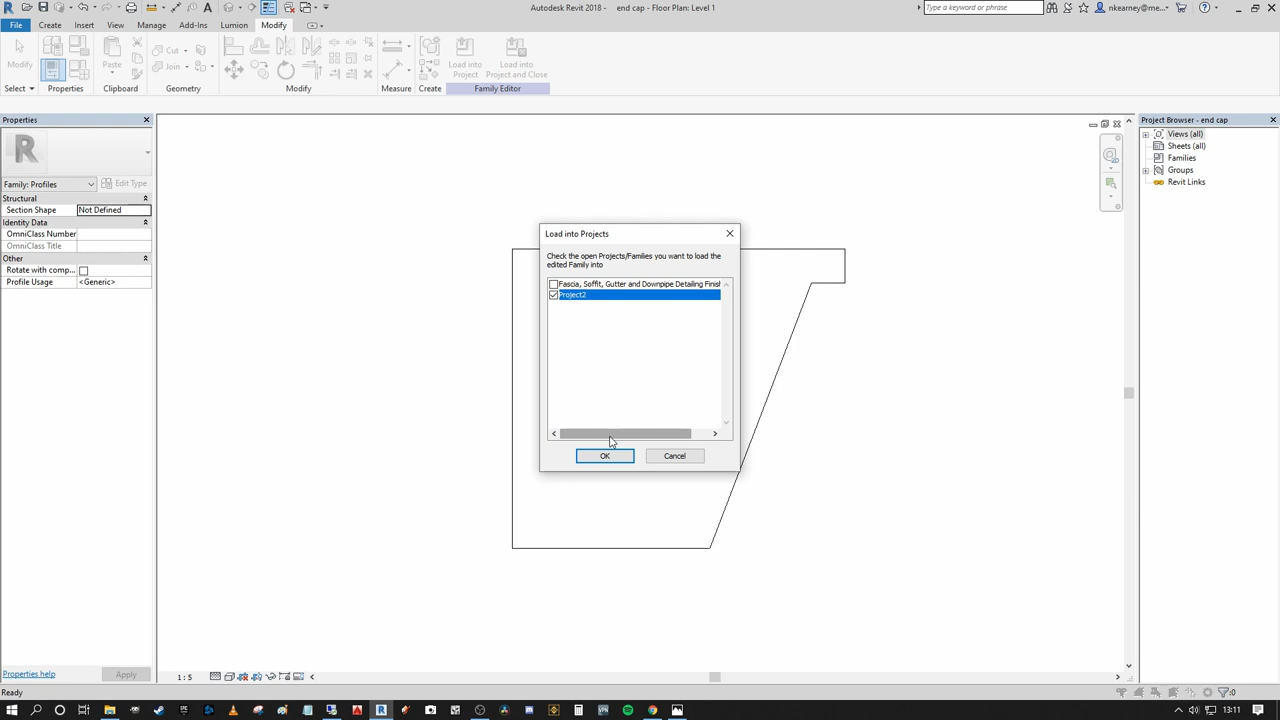 Autodesk Revit 2018 -    end cap - Floor Plan: Level 1
Type a keyword or phrase
nkearney@me...
File
Create
Insert
View
Manage
Add-Ins
Lumion
Modify
Modify
Paste
Cut
Join
Load into
Project
Load into
Project and Close
Select
Properties
Clipboard
Geometry
Modify
Measure
Create
Family Editor
Properties
R
Family: Profiles
Edit Type
Structural
Section Shape
Not Defined
Identity Data
OmniClass Number
OmniClass Title
Other
Rotate with comp...
Profile Usage
<Generic>
Properties help
Apply
Load into Projects
Check the open Projects/Families you want to load the
edited Family into
Fascia, Soffit, Gutter and Downpipe Detailing Finish
Project2
OK
Cancel
Project Browser - end cap
Views (all)
Sheets (all)
Families
Groups
Revit Links
1 : 5
Ready
:0
13:11